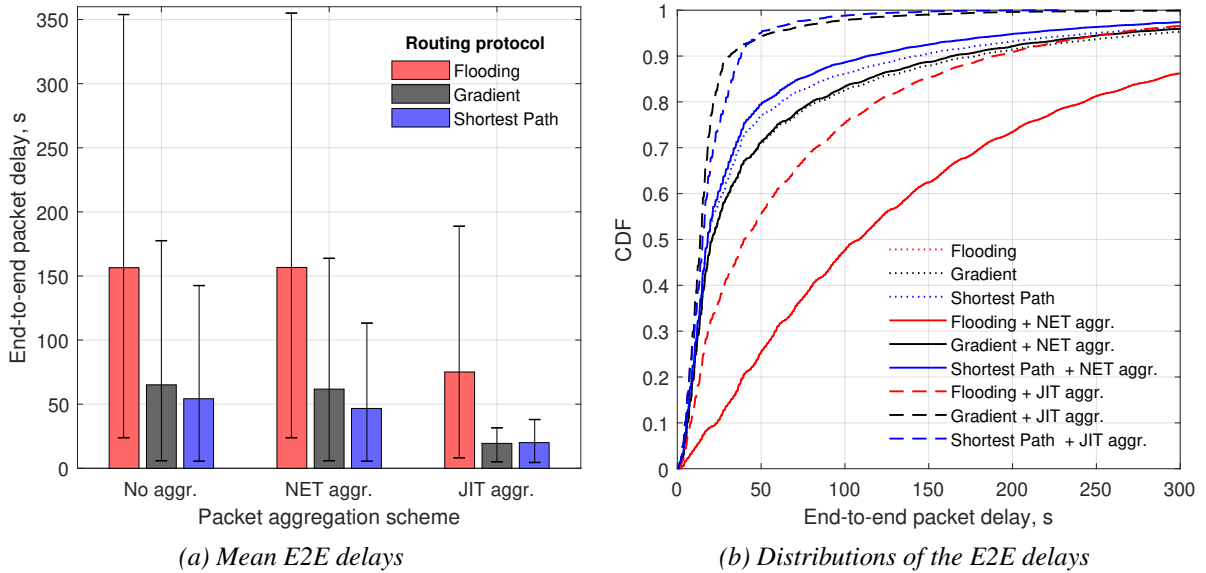 350
300
250
200
150
100
50
0
End-to-end packet delay, s
Routing protocol
Flooding
Gradient
Shortest Path
No aggr.
NET aggr.
JIT aggr.
Packet aggregation scheme
(a) Mean E2E delays
1
0.9
0.8
0.7
0.6
0.5
0.4
0.3
0.2
0.1
0
CDF
Flooding
Gradient
Shortest Path
Flooding + NET aggr.
Gradient + NET aggr.
Shortest Path + NET aggr.
Flooding + JIT aggr.
Gradient + JIT aggr.
Shortest Path + JIT aggr.
0 50 100 150 200 250 300
End-to-end packet delay, s
(b) Distributions of the E2E delays